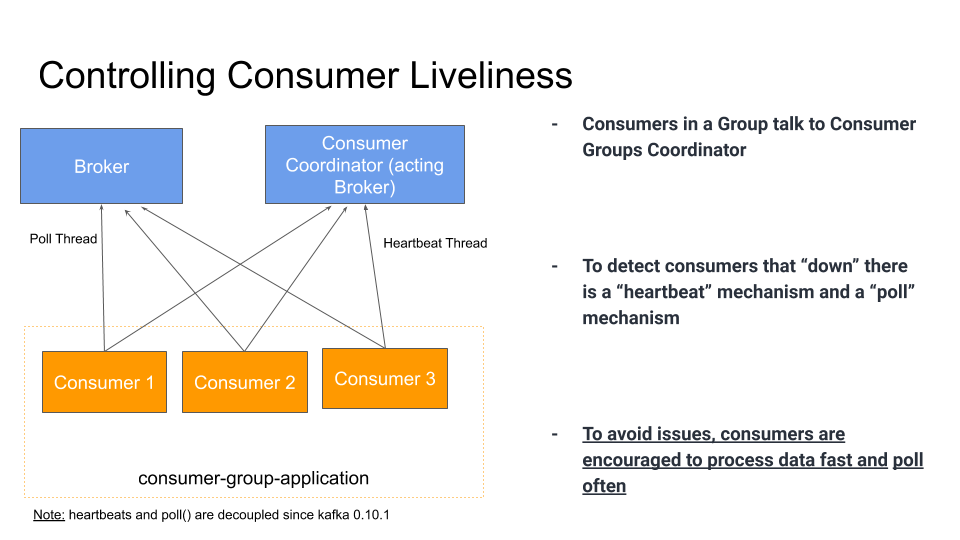 Controlling Consumer Liveliness
Broker
Consumer
Coordinator (acting
Broker)
Poll Thread
Heartbeat Thread
Consumer 1
Consumer 2
Consumer 3
consumer-group-application
Note: heartbeats and poll() are decoupled since kafka 0.10.1
- Consumers in a Group talk to Consumer
Groups Coordinator
- To detect consumers that “down” there
is a “heartbeat” mechanism and a “poll”
mechanism
- To avoid issues, consumers are
encouraged to process data fast and poll
often